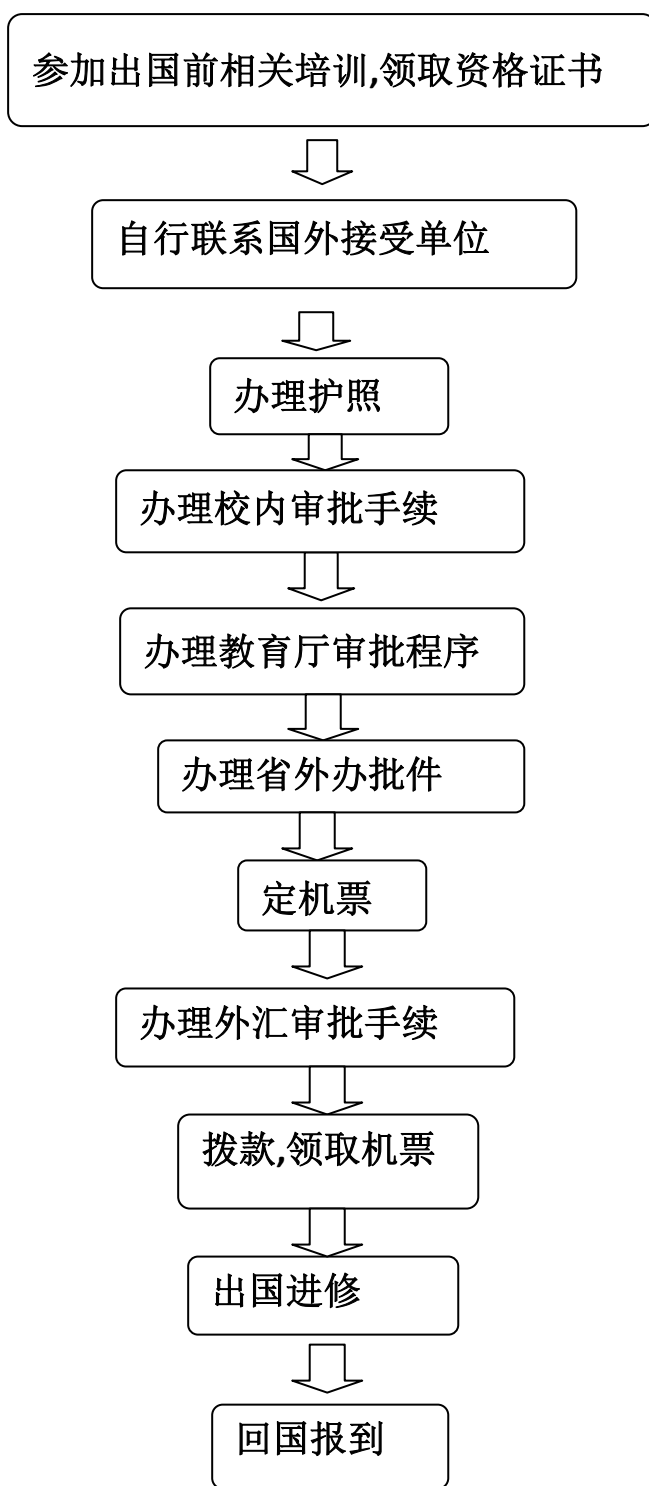 参加出国前相关培训,领取资格证书
自行联系国外接受单位
办理护照
办理校内审批手续
办理教育厅审批程序
办理省外办批件
定机票
办理外汇审批手续
拨款,领取机票
出国进修
回国报到